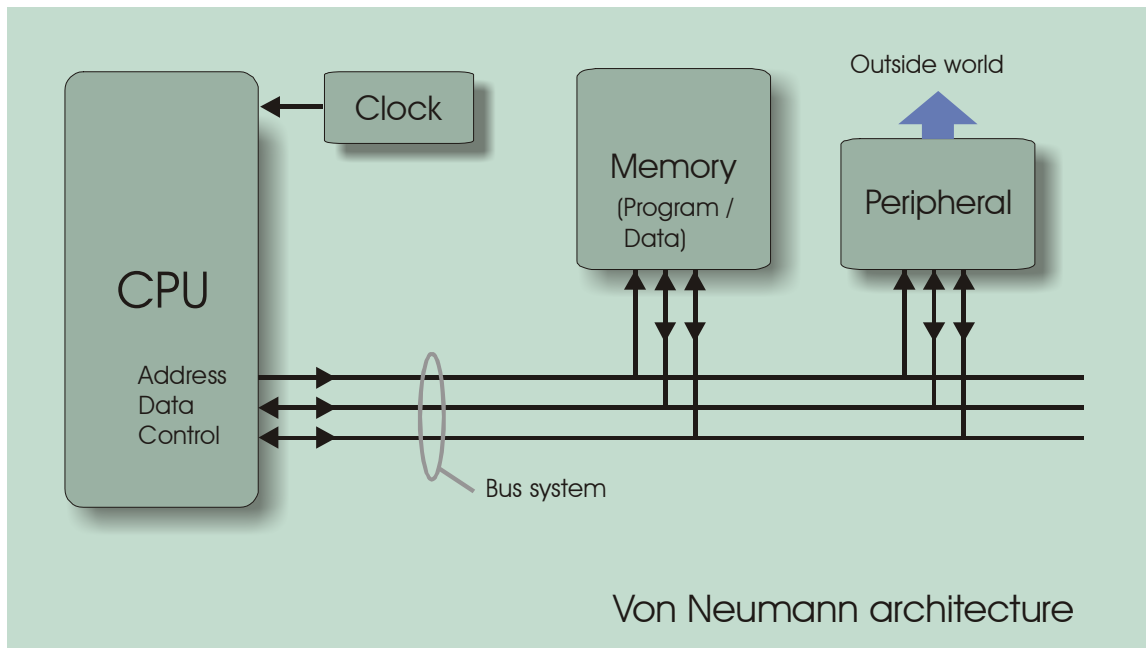 Outside world
Clock
Memory
(Program /
Data)
Peripheral
CPU
Address
Data
Control
Bus system
Von Neumann architecture